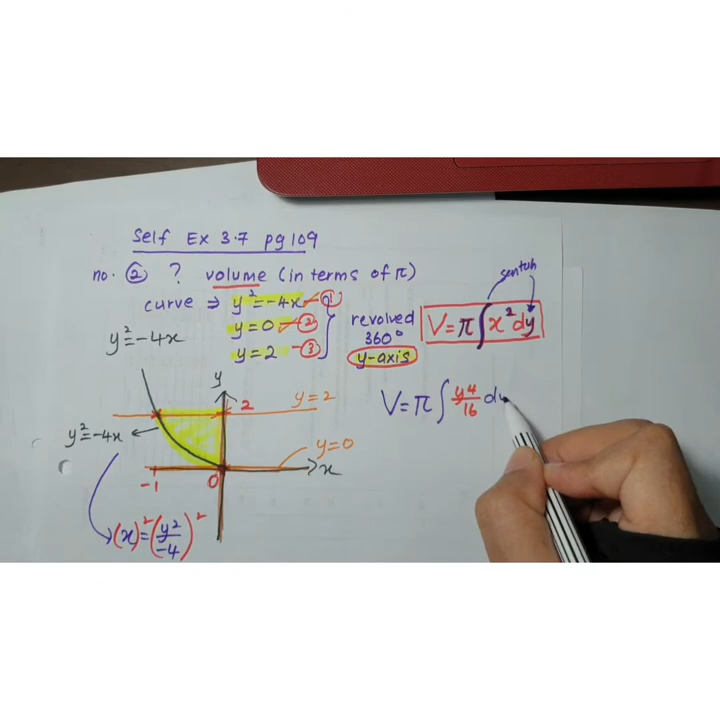 Self Ex 3.7 pg 109
no. ② ? volume (in terms of π)
curve ⇒ y² = -4x - ①
y = 0 - ②
y = 2 - ③
revolved
360°
y-axis
sentuh
V = π ∫ x² dy
y² = -4x
y
2
y = 2
y² = -4x
y = 0
x
-1
0
(x)² = (y²/-4)²
V = π ∫ y4/16 dy